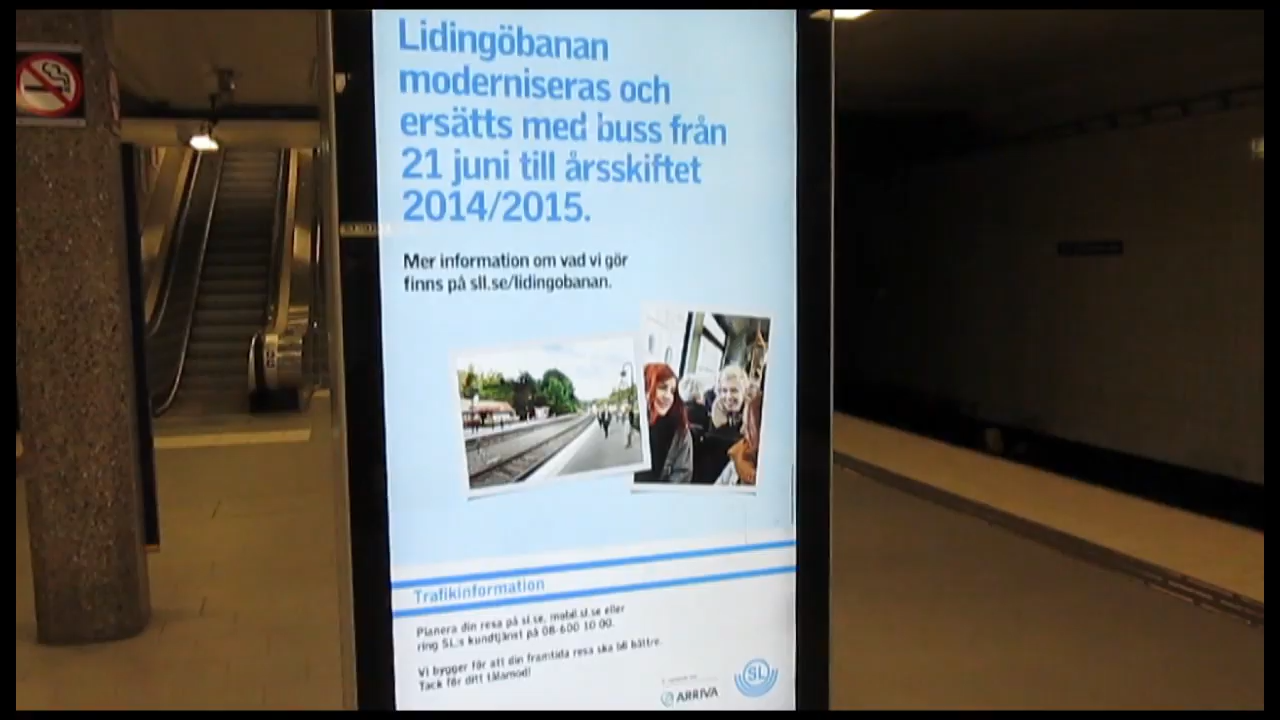 Lidingöbanan
moderniseras och
ersätts med buss från
21 juni till årsskiftet
2014/2015.
Mer information om vad vi gör
finns på sll.se/lidingobanan.
Trafikinformation
Planera din resa på sl.se, mobil.sl.se eller
ring SL:s kundtjänst på 08-600 10 00.
Vi bygger för att din framtida resa ska bli bättre.
Tack för ditt tålamod!
ARRIVA
SL